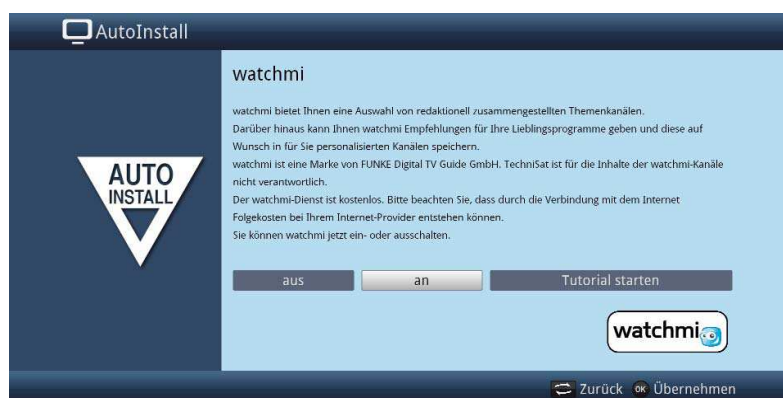 AutoInstall
watchmi
watchmi bietet Ihnen eine Auswahl von redaktionell zusammengestellten Themenkanälen.
Darüber hinaus kann Ihnen watchmi Empfehlungen für Ihre Lieblingsprogramme geben und diese auf
Wunsch in für Sie personalisierten Kanälen speichern.
watchmi ist eine Marke von FUNKE Digital TV Guide GmbH. TechniSat ist für die Inhalte der watchmi-Kanäle
nicht verantwortlich.
Der watchmi-Dienst ist kostenlos. Bitte beachten Sie, dass durch die Verbindung mit dem Internet
Folgekosten bei Ihrem Internet-Provider entstehen können.
Sie können watchmi jetzt ein- oder ausschalten.
AUTO
INSTALL
aus an Tutorial starten
watchmi
Zurück OK Übernehmen